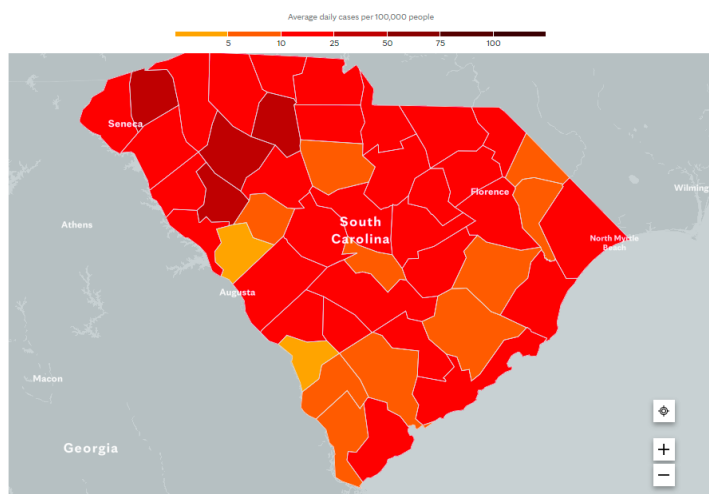 Average daily cases per 100,000 people
5 10 25 50 75 100
Seneca
Wilming
Florence
Athens
South
Carolina
North Myrtle
Beach
Augusta
Macon
Georgia
+
−